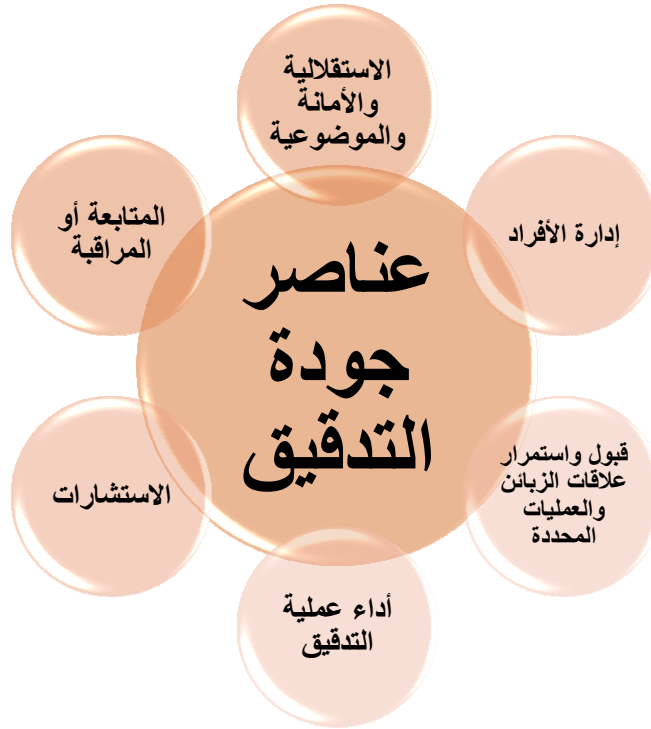 عناصر
جودة
التدقيق
الاستقلالية
والأمانة
والموضوعية
إدارة الأفراد
قبول واستمرار
علاقات الزبائن
والعمليات
المحددة
أداء عملية
التدقيق
الاستشارات
المتابعة أو
المراقبة